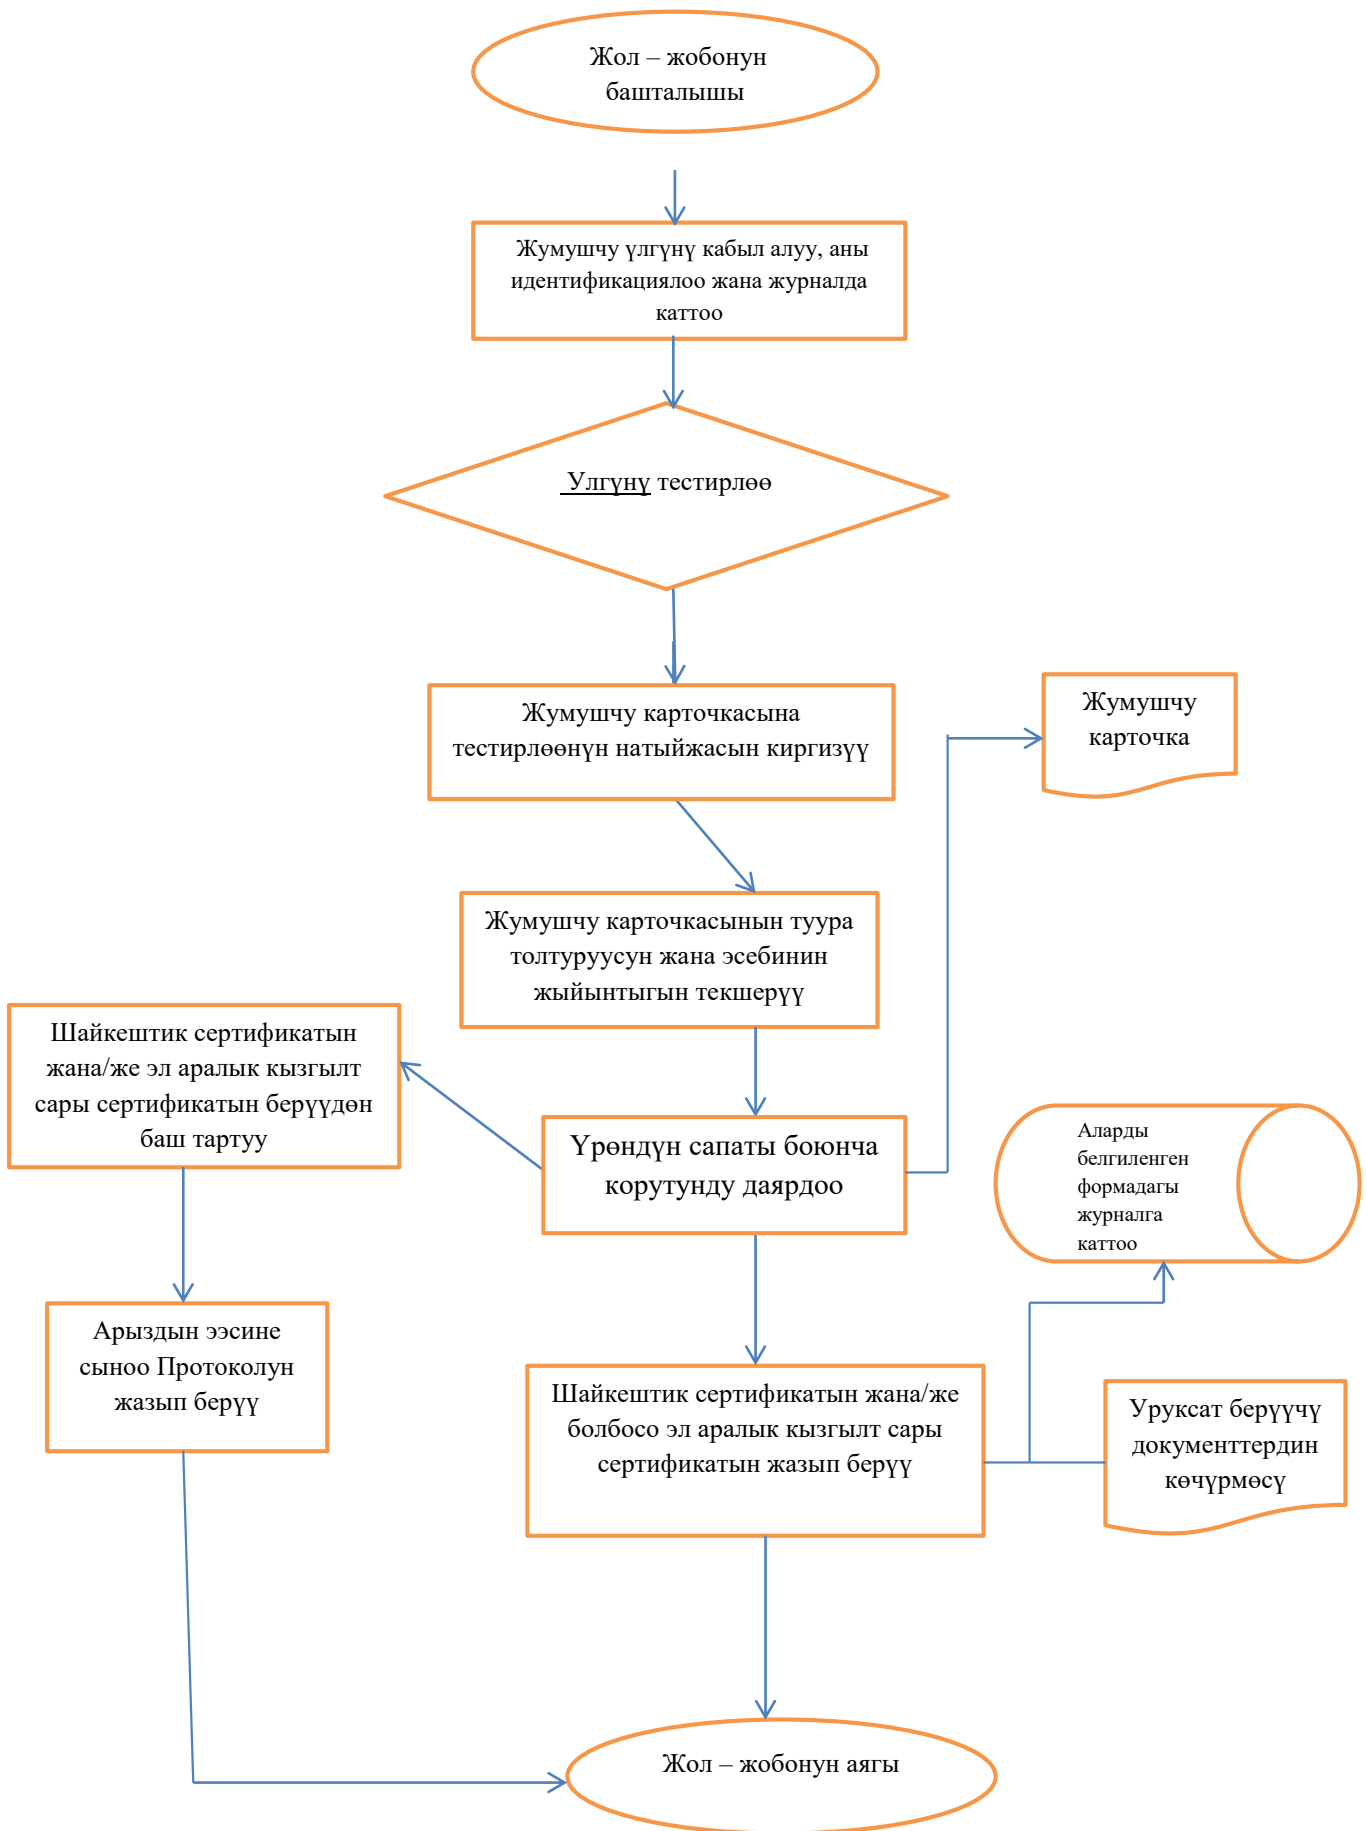 Жол – жобонун
башталышы
Жумушчу үлгүнү кабыл алуу, аны
идентификациялоо жана журналда
каттоо
Улгүнү тестирлөө
Жумушчу карточкасына
тестирлөөнүн натыйжасын киргизүү
Жумушчу
карточка
Жумушчу карточкасынын туура
толтуруусун жана эсебинин
жыйынтыгын текшерүү
Шайкештик сертификатын
жана/же эл аралык кызгылт
сары сертификатын берүүдөн
баш тартуу
Үрөндүн сапаты боюнча
корутунду даярдоо
Аларды
белгиленген
формадагы
журналга
каттоо
Арыздын ээсине
сыноо Протоколун
жазып берүү
Шайкештик сертификатын жана/же
болбосо эл аралык кызгылт сары
сертификатын жазып берүү
Уруксат берүүчү
документтердин
көчүрмөсү
Жол – жобонун аягы